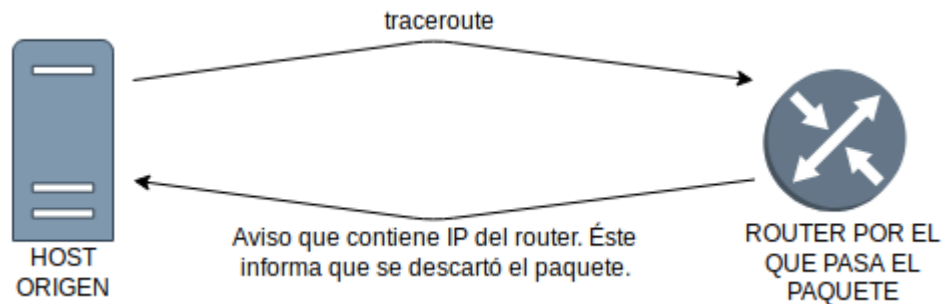 traceroute
Aviso que contiene IP del router. Éste
informa que se descartó el paquete.
HOST
ORIGEN
ROUTER POR EL
QUE PASA EL
PAQUETE